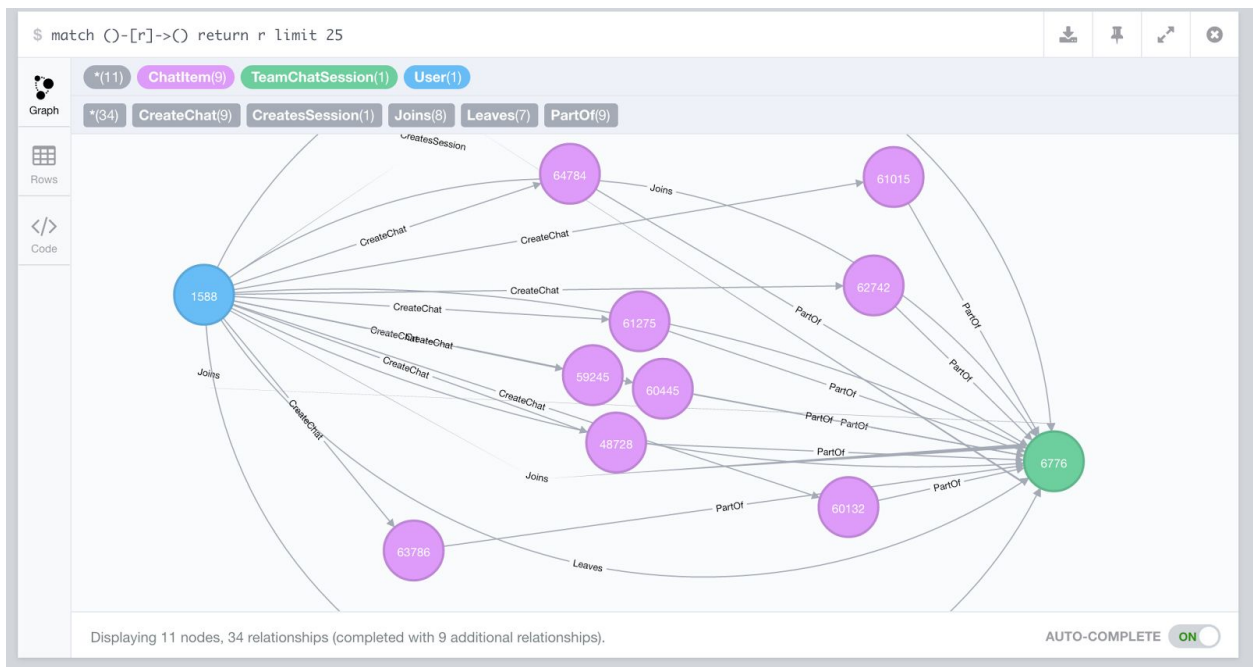 $ match ()-[r]->() return r limit 25
Graph
Rows
Code
*(11) ChatItem(9) TeamChatSession(1) User(1)
*(34) CreateChat(9) CreatesSession(1) Joins(8) Leaves(7) PartOf(9)
CreatesSession
64784
61015
Joins
CreateChat
CreateChat
1588
62742
CreateChat
61275
CreateChat
PartOf
PartOf
CreateChat
CreateChat
PartOf
59245
60445
CreateChat
Joins
PartOf
CreateChat
CreateChat
PartOf
PartOf
48728
PartOf
6776
Joins
PartOf
60132
PartOf
63786
Leaves
Displaying 11 nodes, 34 relationships (completed with 9 additional relationships).
AUTO-COMPLETE ON